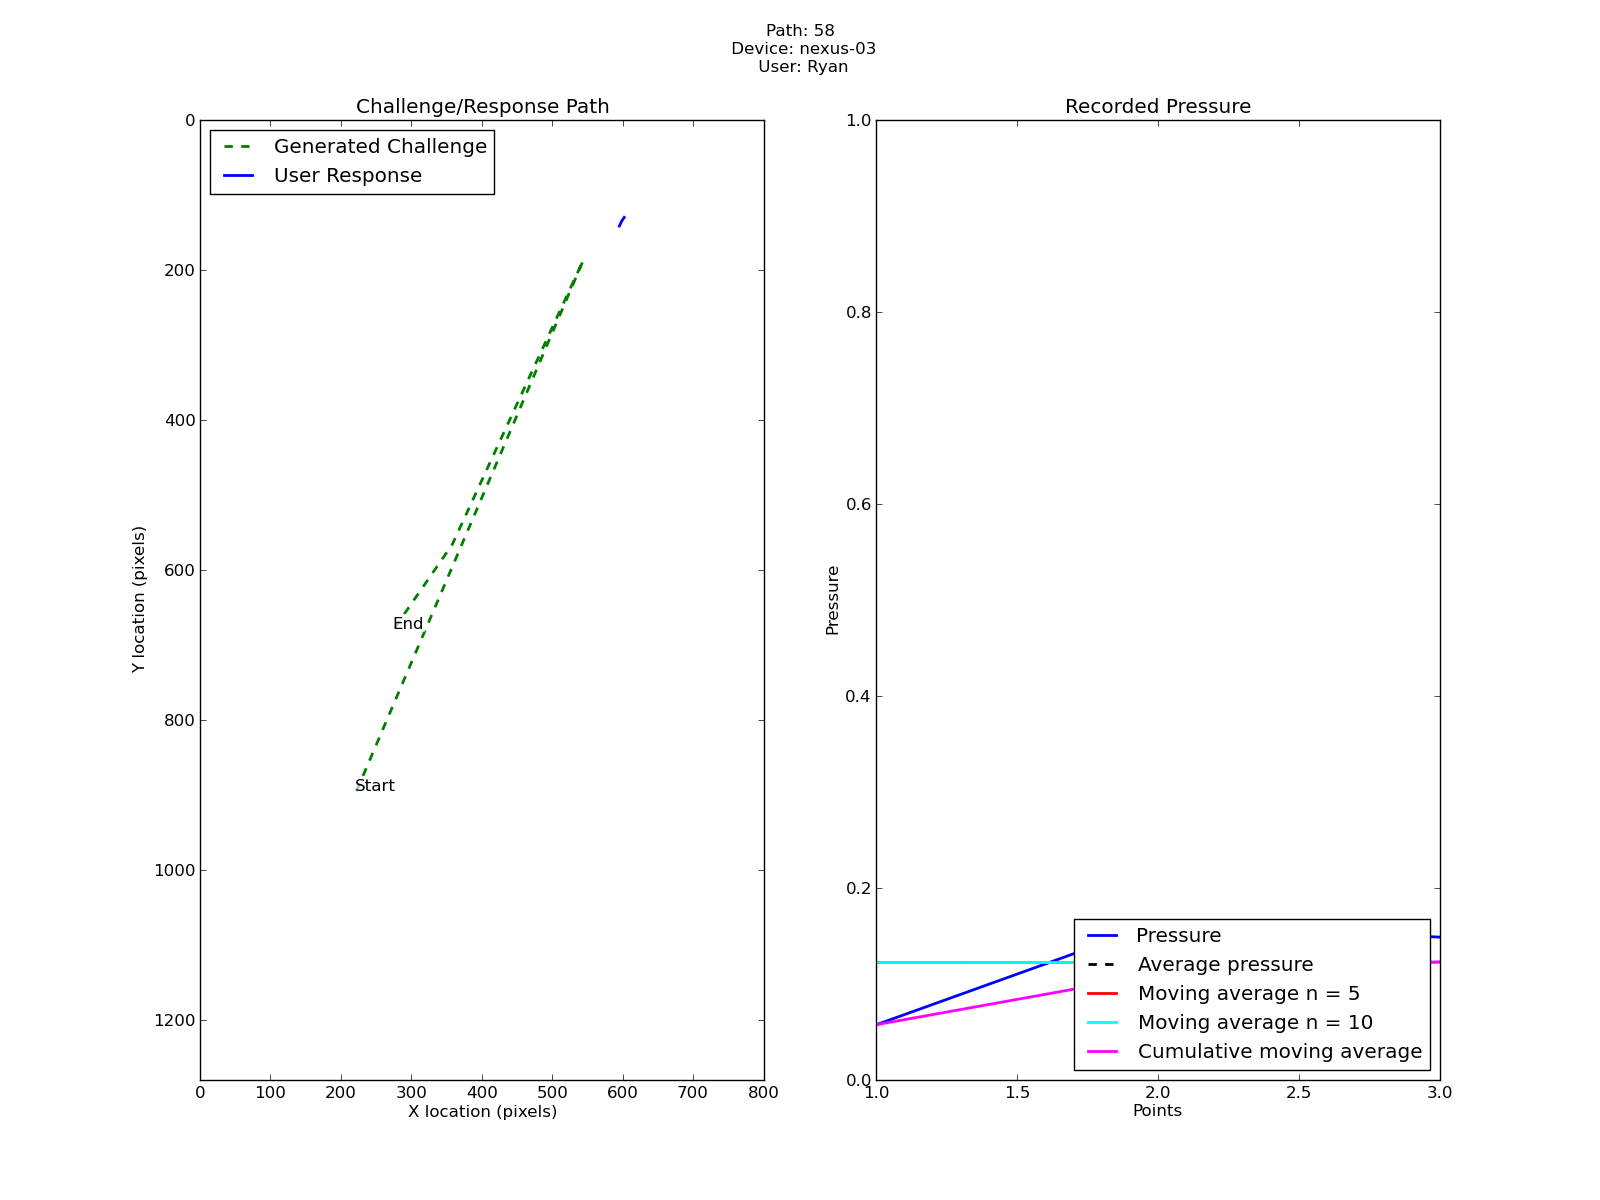 Path: 58
Device: nexus-03
User: Ryan
Challenge/Response Path
Generated Challenge
User Response
0
200
400
600
800
1000
1200
Y location (pixels)
End
Start
0 100 200 300 400 500 600 700 800
X location (pixels)
Recorded Pressure
1.0
0.8
0.6
0.4
0.2
0.0
Pressure
Pressure
Average pressure
Moving average n = 5
Moving average n = 10
Cumulative moving average
1.0 1.5 2.0 2.5 3.0
Points